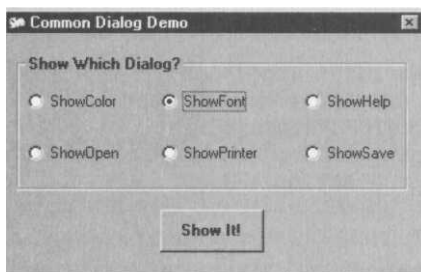 Common Dialog Demo
Show Which Dialog?
ShowColor ShowFont ShowHelp
ShowOpen ShowPrinter ShowSave
Show It!